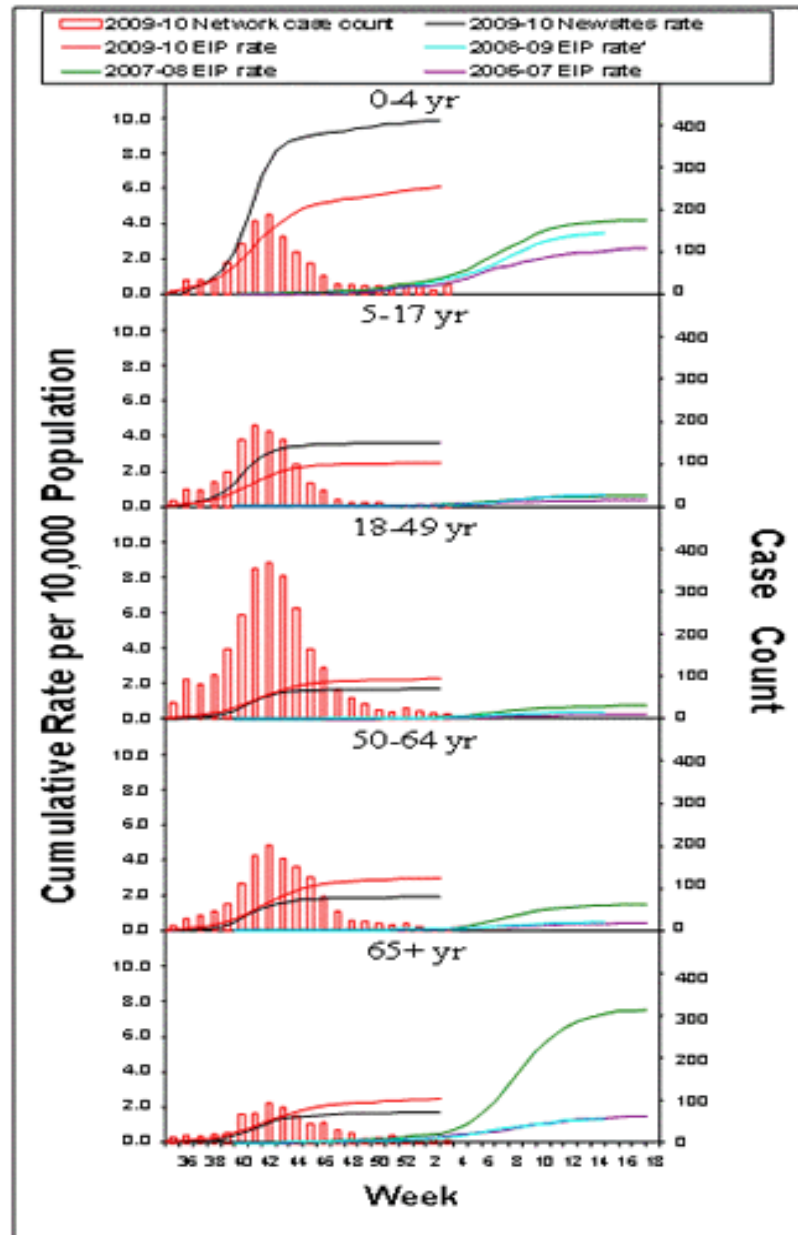 2009-10 Network case count 2009-10 New sites rate
2009-10 EIP rate 2008-09 EIP rate*
2007-08 EIP rate 2006-07 EIP rate
Cumulative Rate per 10,000 Population
Case Count
0-4 yr
10.0 400
8.0 300
6.0
4.0 200
2.0 100
0.0 0
5-17 yr
10.0 400
8.0 300
6.0
4.0 200
2.0 100
0.0 0
18-49 yr
10.0 400
8.0 300
6.0
4.0 200
2.0 100
0.0 0
50-64 yr
10.0 400
8.0 300
6.0
4.0 200
2.0 100
0.0 0
65+ yr
10.0 400
8.0 300
6.0
4.0 200
2.0 100
0.0 0
36 38 40 42 44 46 48 50 52 2 4 6 8 10 12 14 16 18
Week